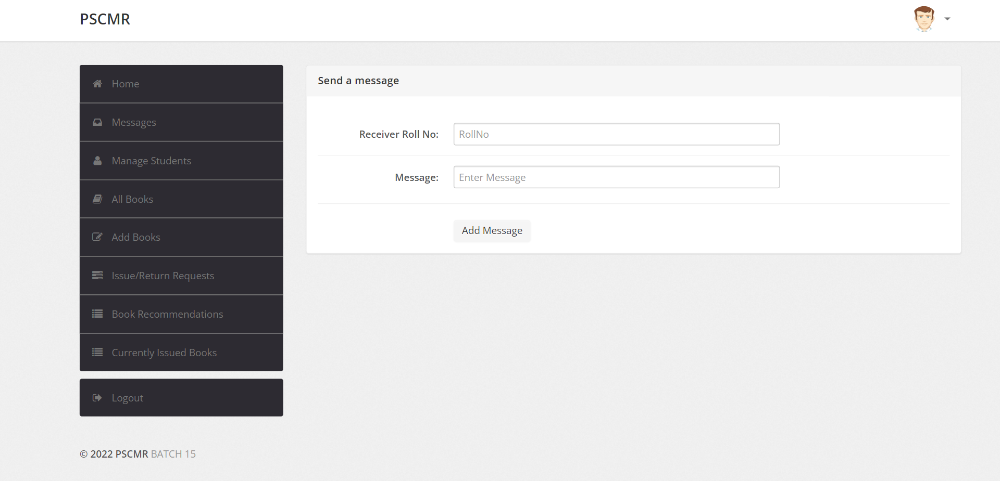 PSCMR
Home
Messages
Manage Students
All Books
Add Books
Issue/Return Requests
Book Recommendations
Currently Issued Books
Logout
Send a message
Receiver Roll No: RollNo
Message: Enter Message
Add Message
© 2022 PSCMR BATCH 15